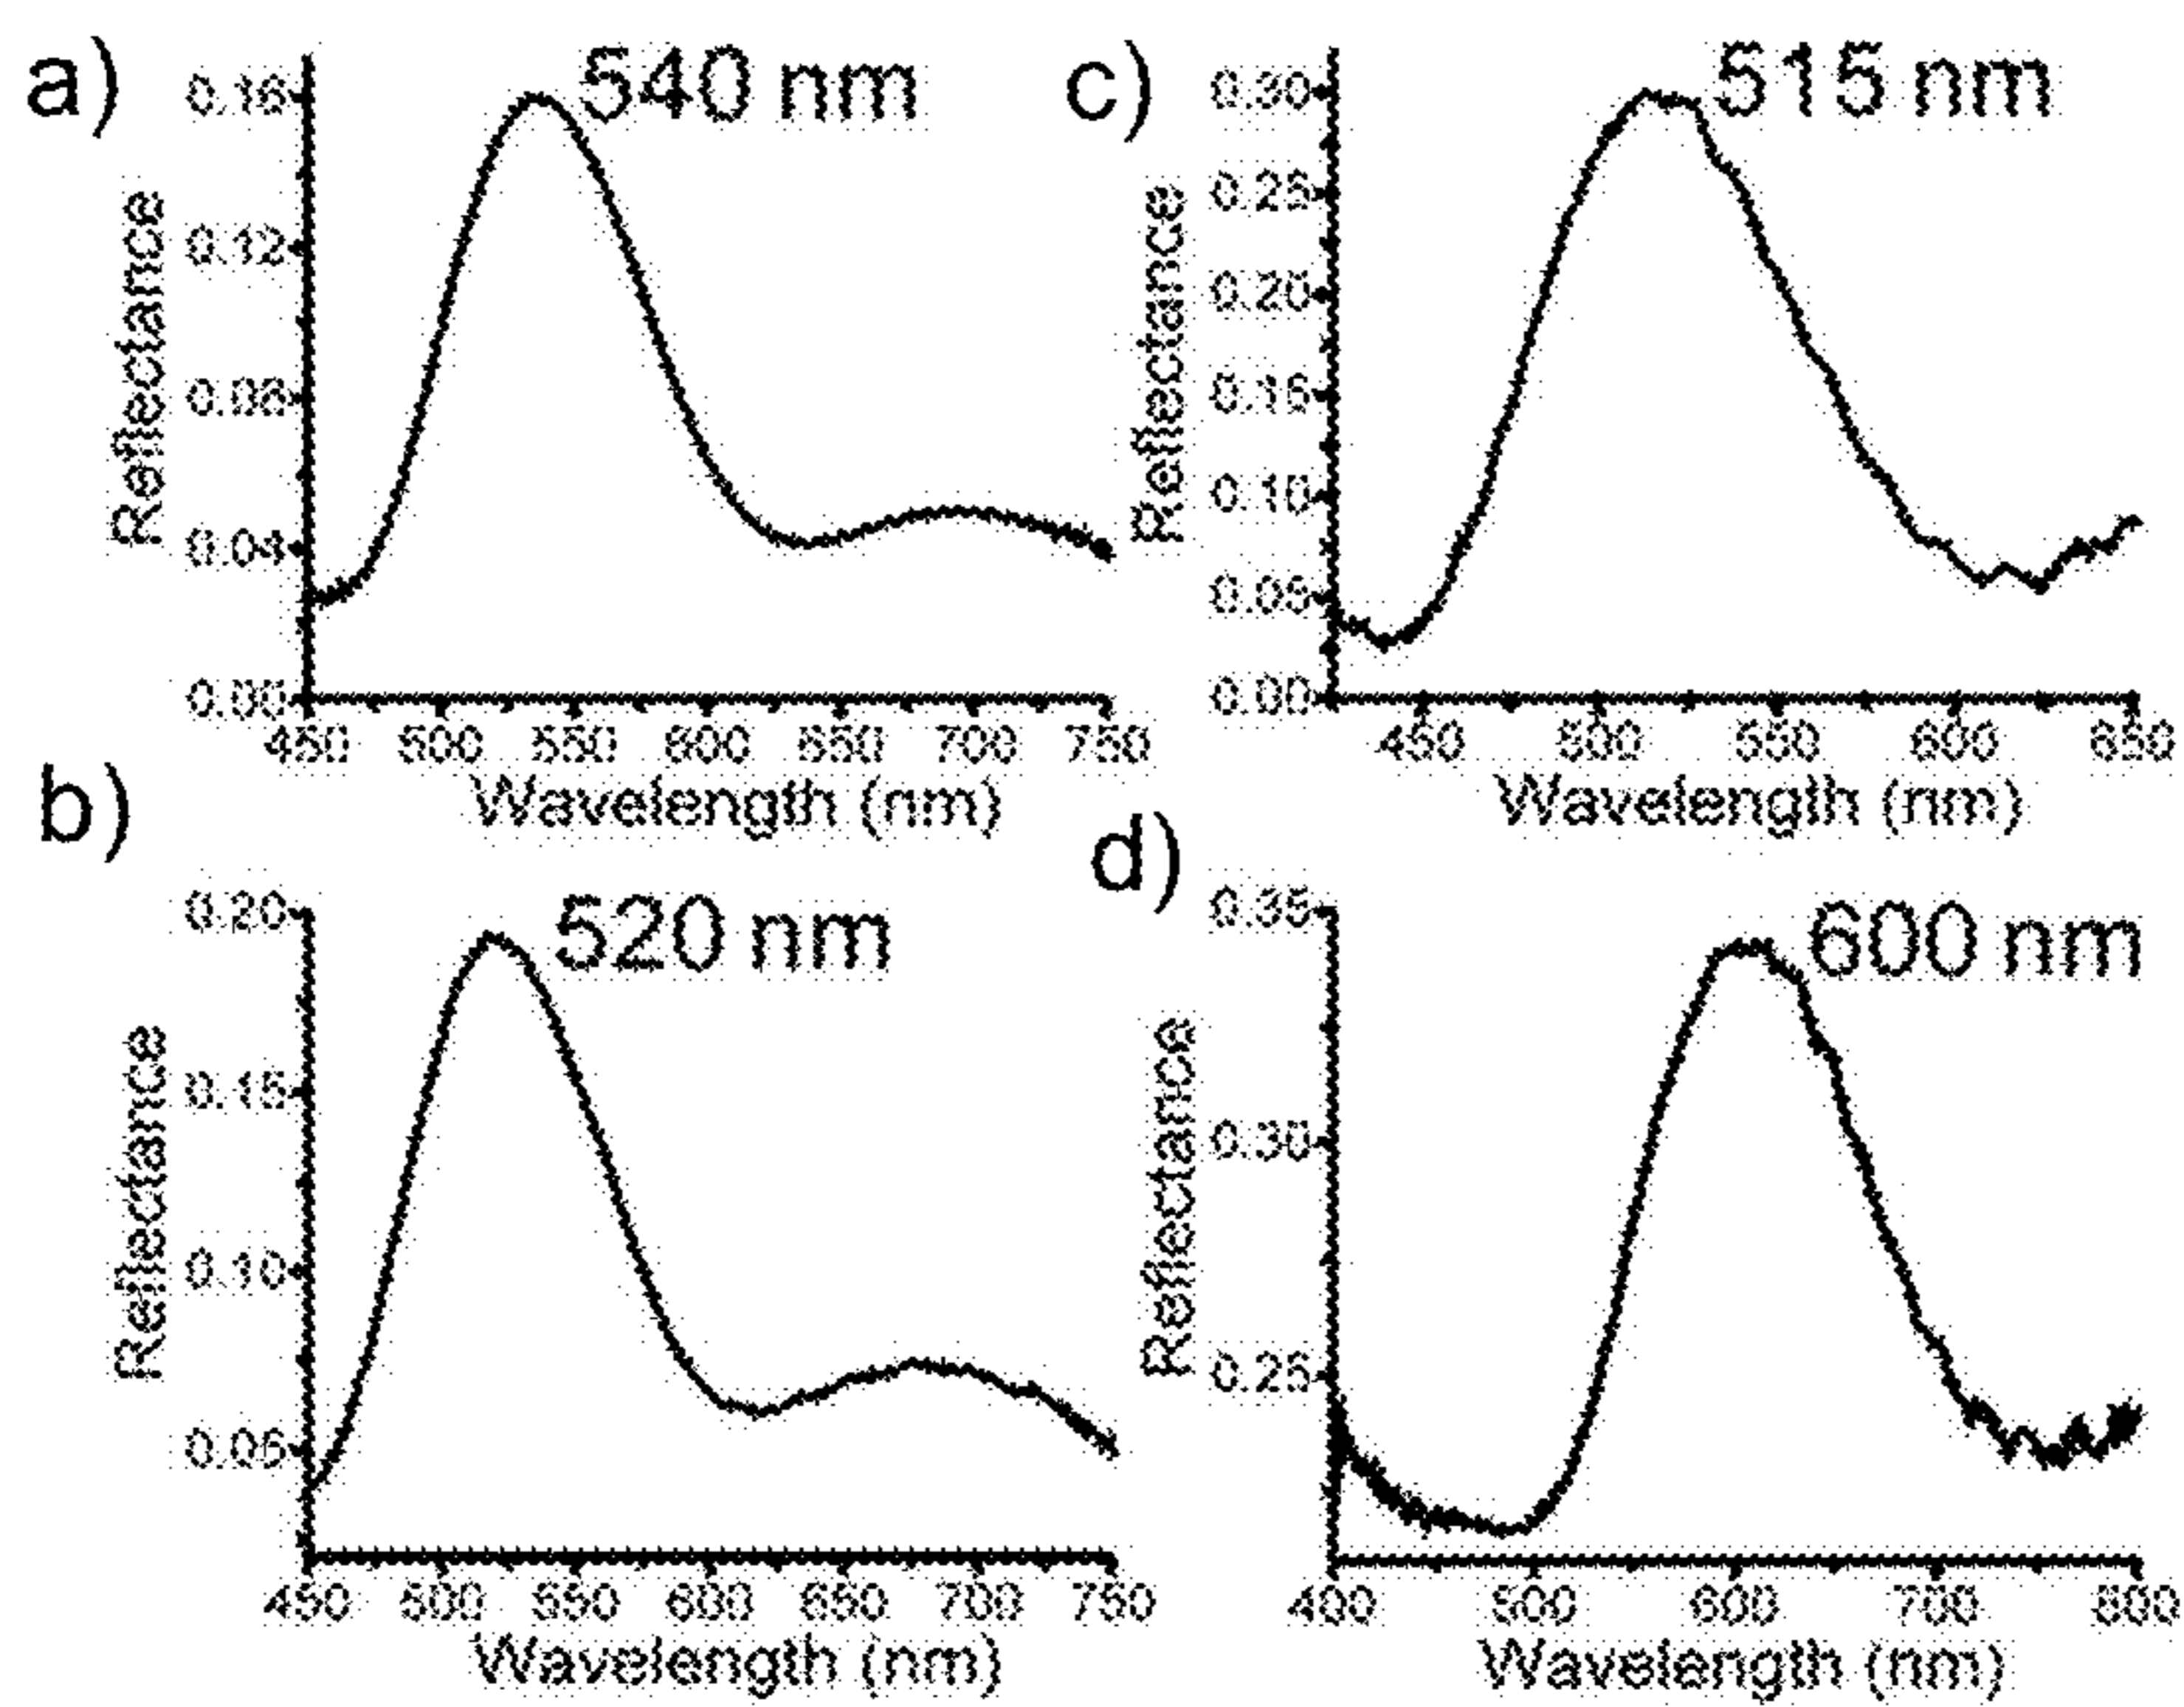 a)
540 nm
Reflectance
0.16
0.12
0.08
0.04
0.00
450 500 550 600 650 700 750
Wavelength (nm)
c)
515 nm
Reflectance
0.30
0.25
0.20
0.15
0.10
0.05
0.00
450 500 550 600 650
Wavelength (nm)
b)
520 nm
Reflectance
0.20
0.15
0.10
0.05
450 500 550 600 650 700 750
Wavelength (nm)
d)
600 nm
Reflectance
0.35
0.30
0.25
400 500 600 700 800
Wavelength (nm)